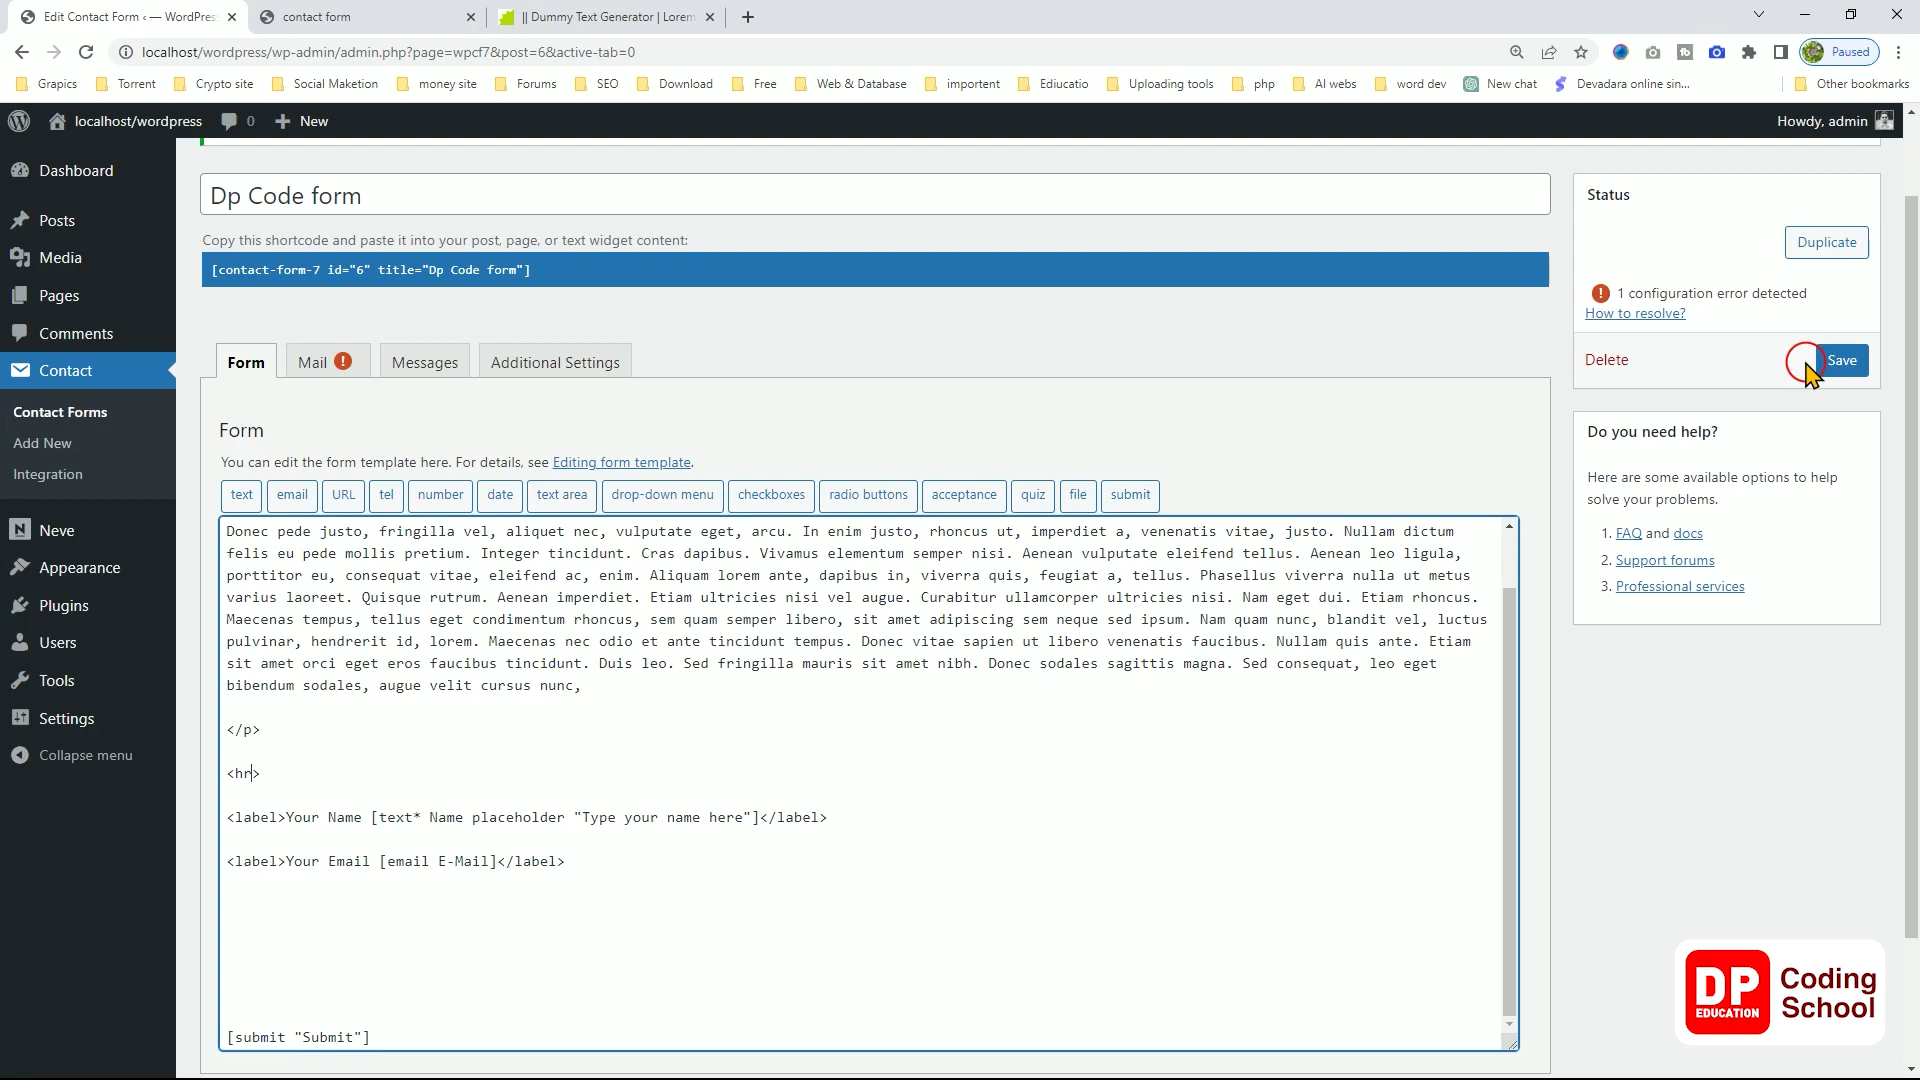 Edit Contact Form ‹ — WordPres
contact form
|| Dummy Text Generator | Lorem
localhost/wordpress/wp-admin/admin.php?page=wpcf7&post=6&active-tab=0
Paused
Grapics
Torrent
Crypto site
Social Maketion
money site
Forums
SEO
Download
Free
Web & Database
importent
Educatio
Uploading tools
php
AI webs
word dev
New chat
Devadara online sin...
Other bookmarks
localhost/wordpress
0
New
Howdy, admin
Dashboard
Posts
Media
Pages
Comments
Contact
Contact Forms
Add New
Integration
Neve
Appearance
Plugins
Users
Tools
Settings
Collapse menu
Dp Code form
Copy this shortcode and paste it into your post, page, or text widget content:
[contact-form-7 id="6" title="Dp Code form"]
Form
Mail !
Messages
Additional Settings
Form
You can edit the form template here. For details, see Editing form template.
text
email
URL
tel
number
date
text area
drop-down menu
checkboxes
radio buttons
acceptance
quiz
file
submit
Donec pede justo, fringilla vel, aliquet nec, vulputate eget, arcu. In enim justo, rhoncus ut, imperdiet a, venenatis vitae, justo. Nullam dictum
felis eu pede mollis pretium. Integer tincidunt. Cras dapibus. Vivamus elementum semper nisi. Aenean vulputate eleifend tellus. Aenean leo ligula,
porttitor eu, consequat vitae, eleifend ac, enim. Aliquam lorem ante, dapibus in, viverra quis, feugiat a, tellus. Phasellus viverra nulla ut metus
varius laoreet. Quisque rutrum. Aenean imperdiet. Etiam ultricies nisi vel augue. Curabitur ullamcorper ultricies nisi. Nam eget dui. Etiam rhoncus.
Maecenas tempus, tellus eget condimentum rhoncus, sem quam semper libero, sit amet adipiscing sem neque sed ipsum. Nam quam nunc, blandit vel, luctus
pulvinar, hendrerit id, lorem. Maecenas nec odio et ante tincidunt tempus. Donec vitae sapien ut libero venenatis faucibus. Nullam quis ante. Etiam
sit amet orci eget eros faucibus tincidunt. Duis leo. Sed fringilla mauris sit amet nibh. Donec sodales sagittis magna. Sed consequat, leo eget
bibendum sodales, augue velit cursus nunc,
</p>
<hr>
<label>Your Name [text* Name placeholder "Type your name here"]</label>
<label>Your Email [email E-Mail]</label>
[submit "Submit"]
Status
Duplicate
! 1 configuration error detected
How to resolve?
Delete
Save
Do you need help?
Here are some available options to help
solve your problems.
1. FAQ and docs
2. Support forums
3. Professional services
DP
EDUCATION
Coding
School